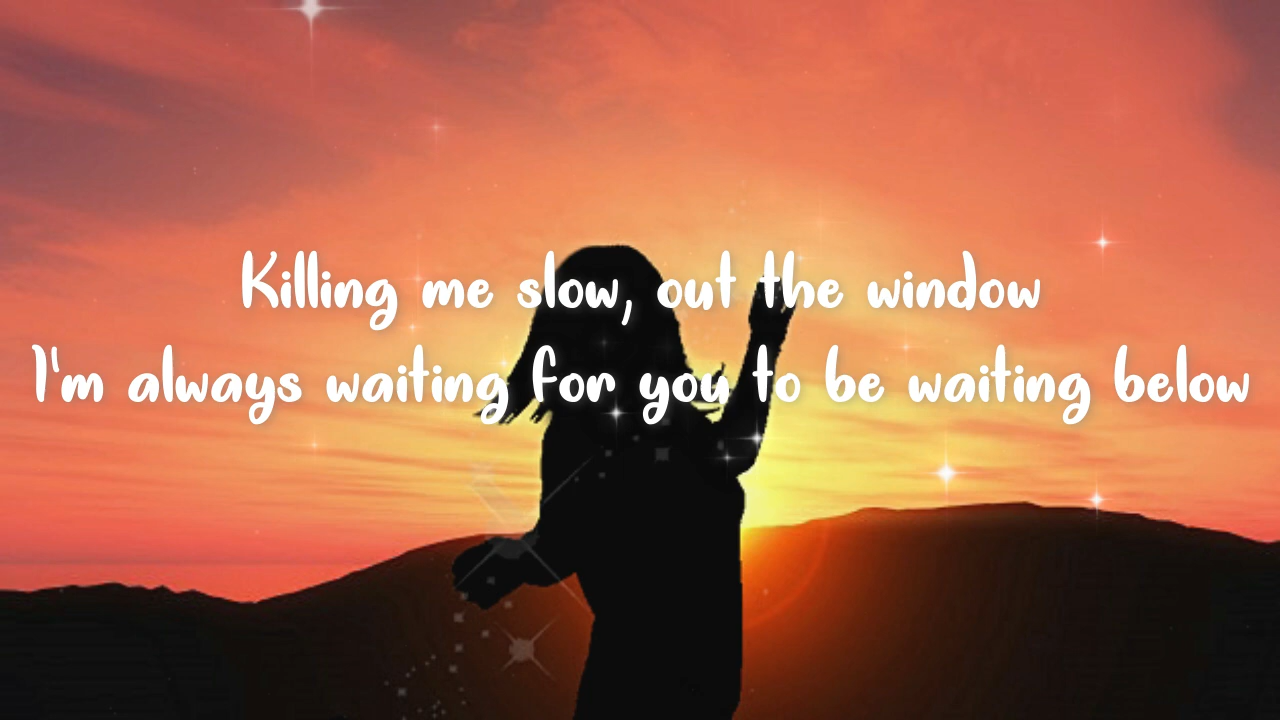 Killing me slow, out the window
I'm always waiting for you to be waiting below